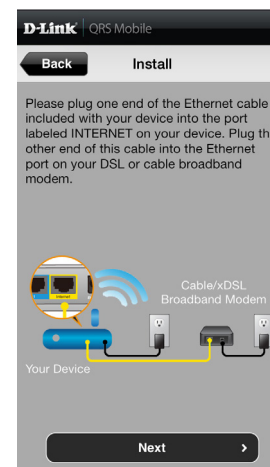 D-Link QRS Mobile
Back Install
Please plug one end of the Ethernet cable
included with your device into the port
labeled INTERNET on your device. Plug th
other end of this cable into the Ethernet
port on your DSL or cable broadband
modem.
Internet
Cable/xDSL
Broadband Modem
Your Device
Next